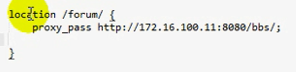 location /forum/ {
proxy_pass http://172.16.100.11:8080/bbs/;
}